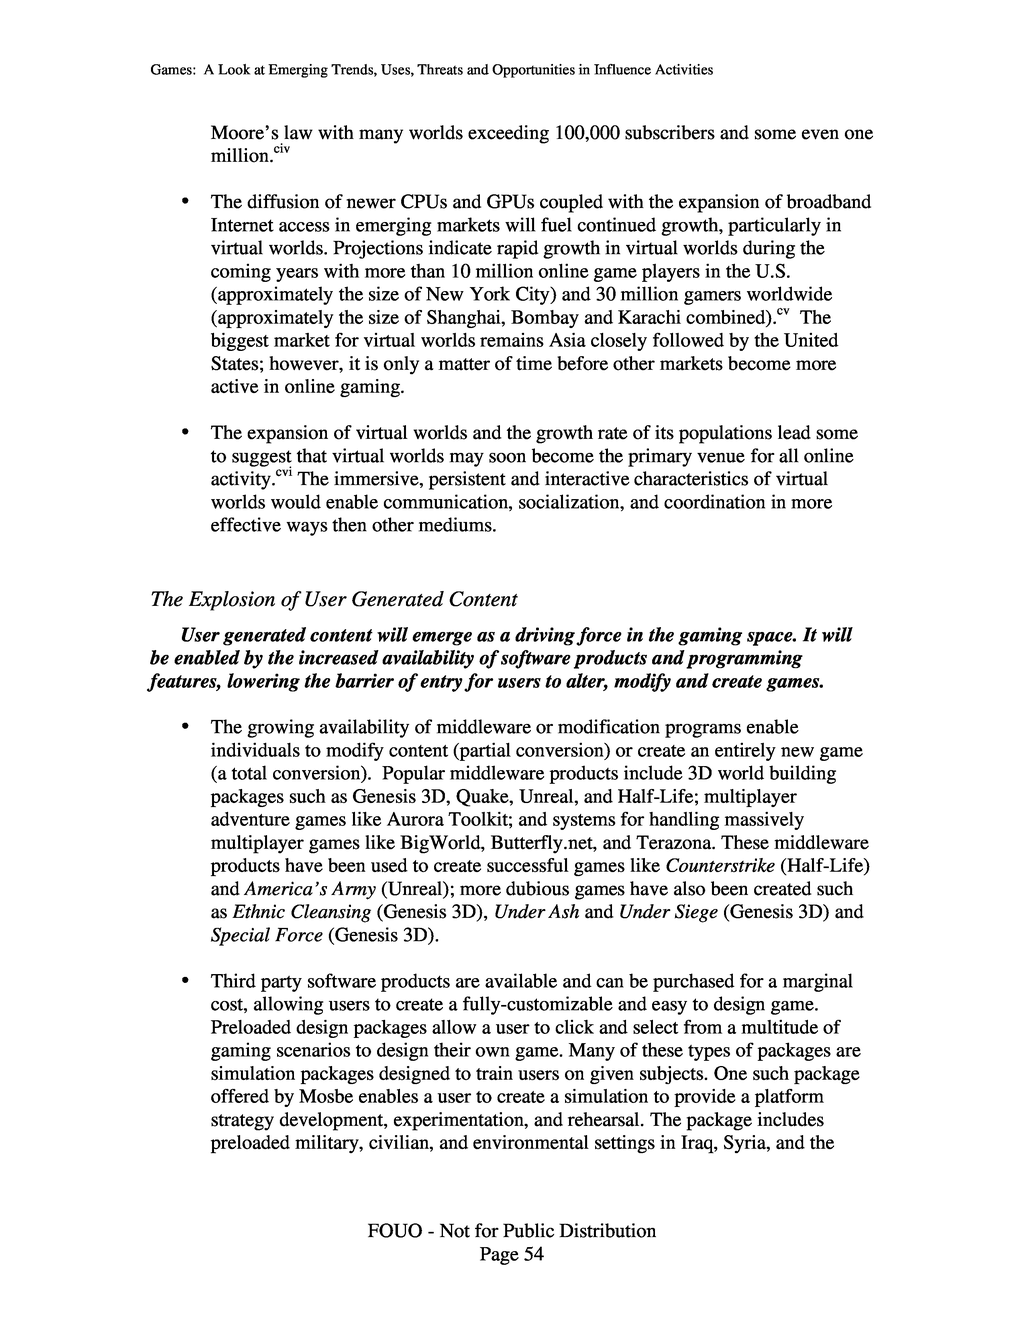 Games: A Look at Emerging Trends, Uses, Threats and Opportunities in Influence Activities
Moore's law with many worlds exceeding 100,000 subscribers and some even one
million.civ
• The diffusion of newer CPUs and GPUs coupled with the expansion of broadband
Internet access in emerging markets will fuel continued growth, particularly in
virtual worlds. Projections indicate rapid growth in virtual worlds during the
coming years with more than 10 million online game players in the U.S.
(approximately the size of New York City) and 30 million gamers worldwide
(approximately the size of Shanghai, Bombay and Karachi combined).cv The
biggest market for virtual worlds remains Asia closely followed by the United
States; however, it is only a matter of time before other markets become more
active in online gaming.
• The expansion of virtual worlds and the growth rate of its populations lead some
to suggest that virtual worlds may soon become the primary venue for all online
activity.cvi The immersive, persistent and interactive characteristics of virtual
worlds would enable communication, socialization, and coordination in more
effective ways then other mediums.
The Explosion of User Generated Content
User generated content will emerge as a driving force in the gaming space. It will
be enabled by the increased availability of software products and programming
features, lowering the barrier of entry for users to alter, modify and create games.
• The growing availability of middleware or modification programs enable
individuals to modify content (partial conversion) or create an entirely new game
(a total conversion). Popular middleware products include 3D world building
packages such as Genesis 3D, Quake, Unreal, and Half-Life; multiplayer
adventure games like Aurora Toolkit; and systems for handling massively
multiplayer games like BigWorld, Butterfly.net, and Terazona. These middleware
products have been used to create successful games like Counterstrike (Half-Life)
and America's Army (Unreal); more dubious games have also been created such
as Ethnic Cleansing (Genesis 3D), Under Ash and Under Siege (Genesis 3D) and
Special Force (Genesis 3D).
• Third party software products are available and can be purchased for a marginal
cost, allowing users to create a fully-customizable and easy to design game.
Preloaded design packages allow a user to click and select from a multitude of
gaming scenarios to design their own game. Many of these types of packages are
simulation packages designed to train users on given subjects. One such package
offered by Mosbe enables a user to create a simulation to provide a platform
strategy development, experimentation, and rehearsal. The package includes
preloaded military, civilian, and environmental settings in Iraq, Syria, and the
FOUO - Not for Public Distribution
Page 54